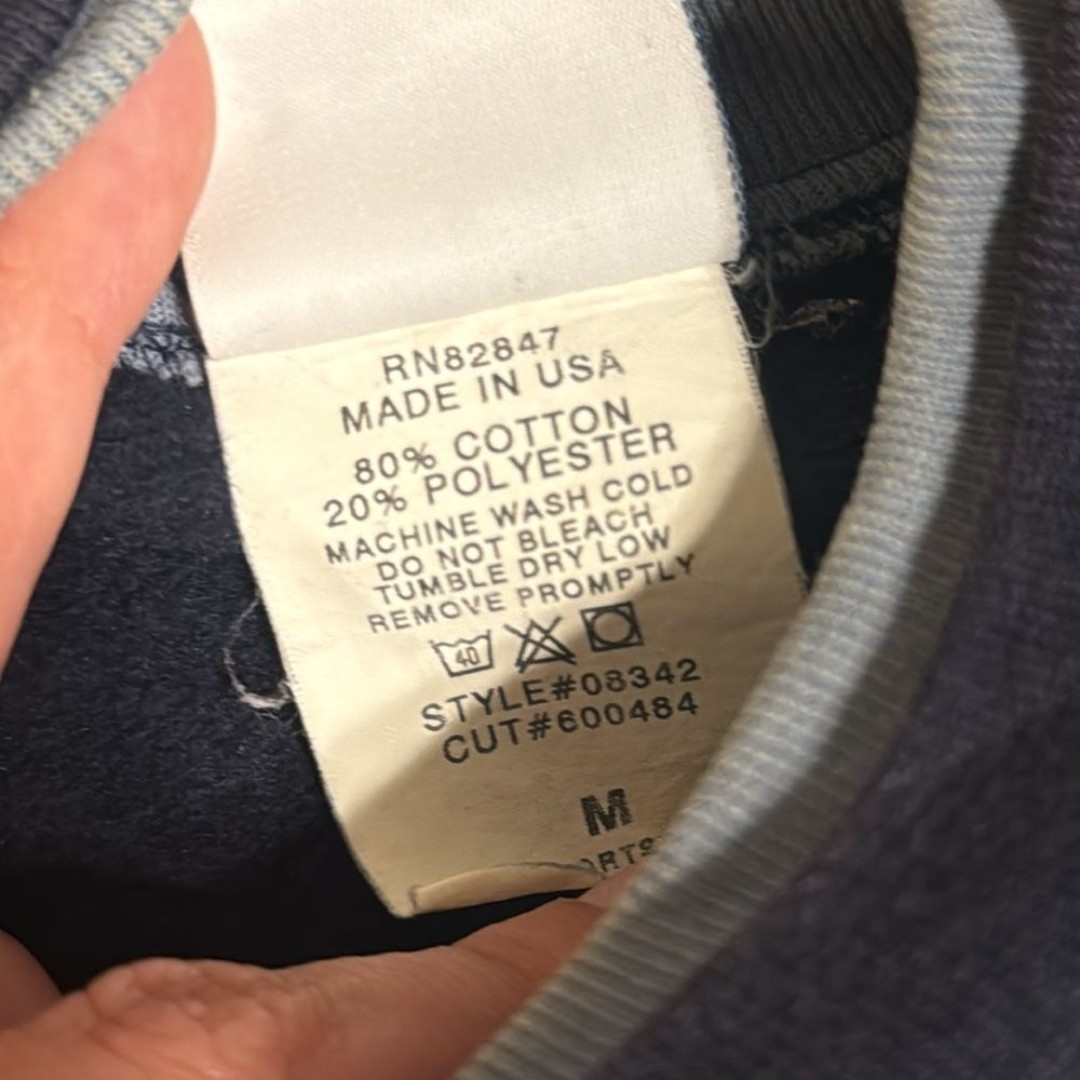 RN82847
MADE IN USA
80% COTTON
20% POLYESTER
MACHINE WASH COLD
DO NOT BLEACH
TUMBLE DRY LOW
REMOVE PROMPTLY
40
STYLE#08342
CUT#600484
M